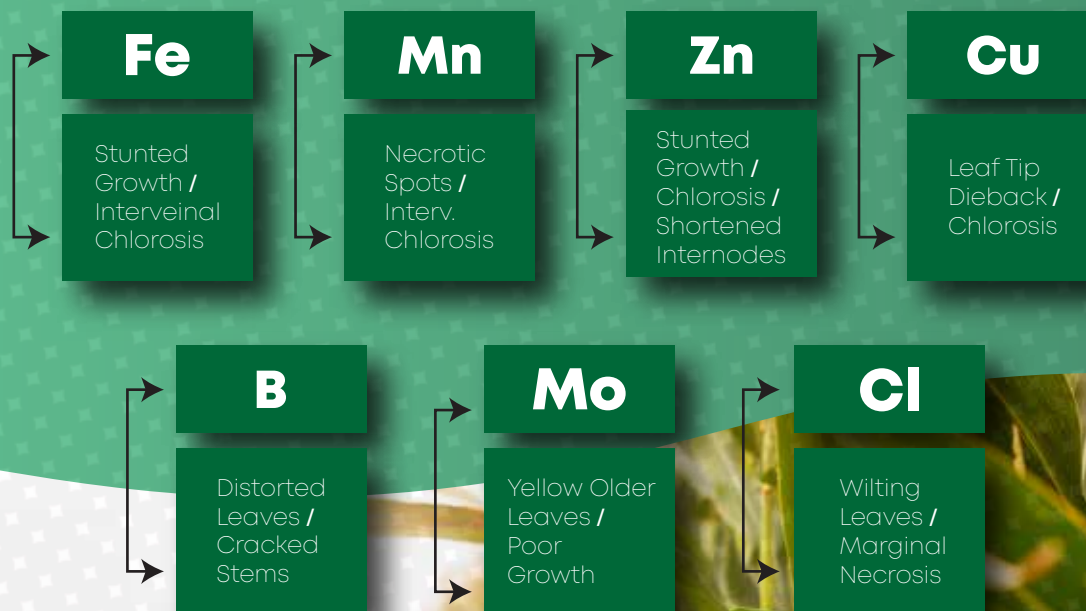 Fe
Stunted
Growth /
Interveinal
Chlorosis
Mn
Necrotic
Spots /
Interv.
Chlorosis
Zn
Stunted
Growth /
Chlorosis /
Shortened
Internodes
Cu
Leaf Tip
Dieback /
Chlorosis
B
Distorted
Leaves /
Cracked
Stems
Mo
Yellow Older
Leaves /
Poor
Growth
Cl
Wilting
Leaves /
Marginal
Necrosis